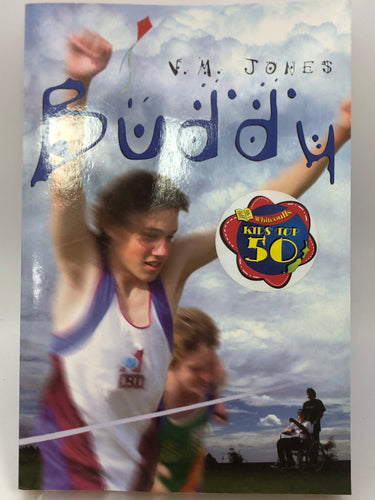 V. M. JONES
Buddy
Whitcoulls
KIDS' TOP
50